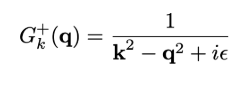 $G_k^+(\mathbf{q}) = \frac{1}{\mathbf{k}^2 - \mathbf{q}^2 + i\epsilon}$